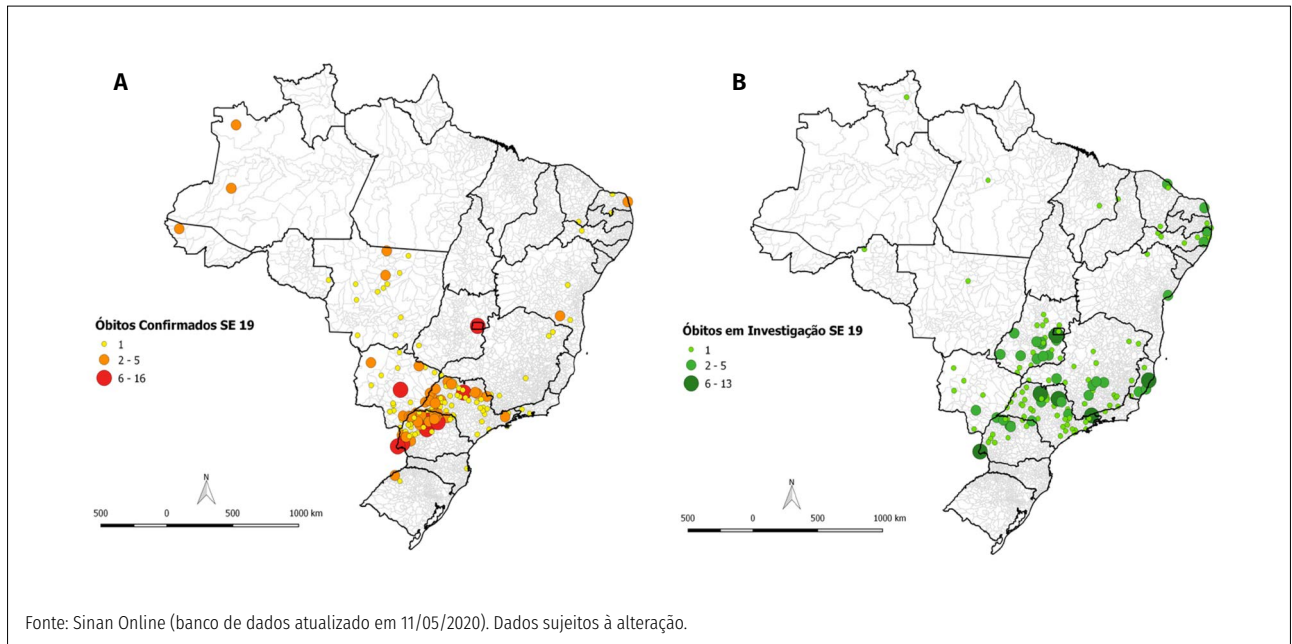 A
Óbitos Confirmados SE 19
1
2 - 5
6 - 16
N
500 0 500 1000 km
B
Óbitos em Investigação SE 19
1
2 - 5
6 - 13
N
500 0 500 1000 km
Fonte: Sinan Online (banco de dados atualizado em 11/05/2020). Dados sujeitos à alteração.